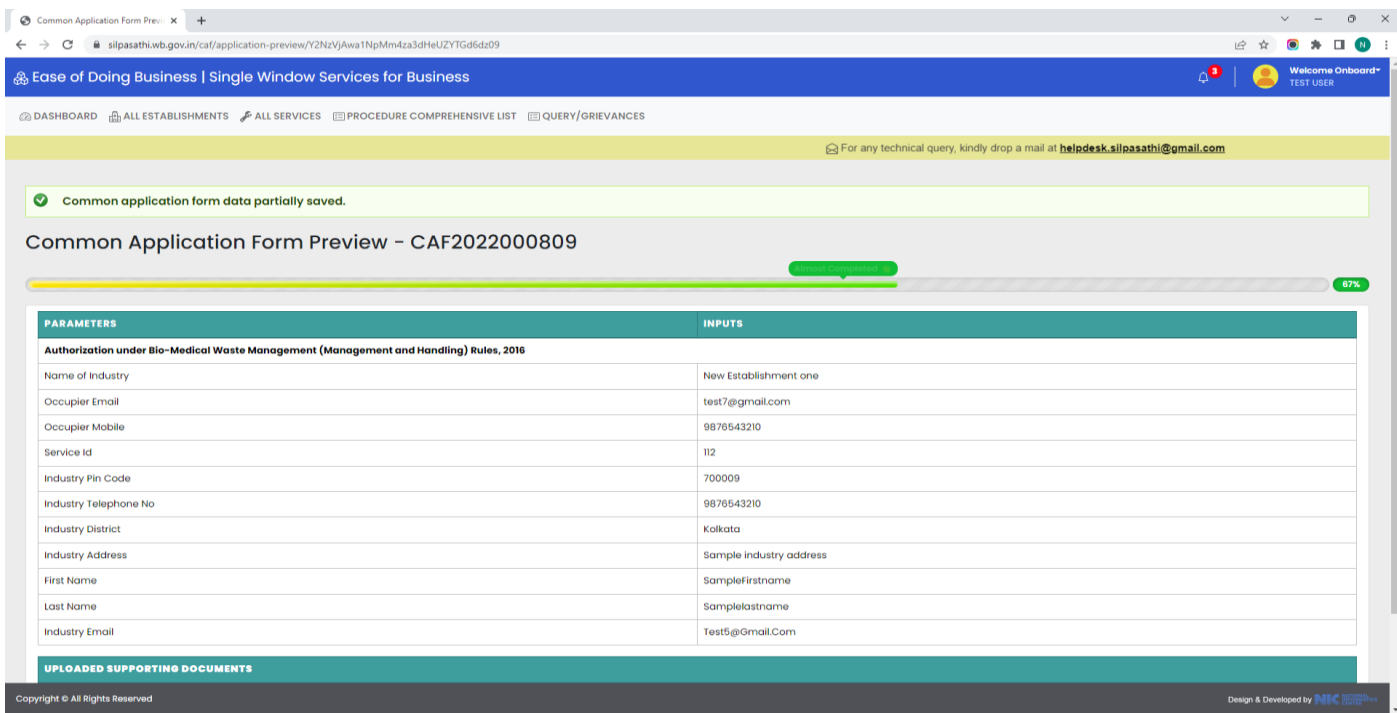 Common Application Form Previ
silpasathi.wb.gov.in/caf/application-preview/Y2NzVjAwa1NpMm4za3dHeUZYTGd6dz09
N
Ease of Doing Business | Single Window Services for Business
3
Welcome Onboard
TEST USER
DASHBOARD ALL ESTABLISHMENTS ALL SERVICES PROCEDURE COMPREHENSIVE LIST QUERY/GRIEVANCES
For any technical query, kindly drop a mail at helpdesk.silpasathi@gmail.com
Common application form data partially saved.
Common Application Form Preview - CAF2022000809
Almost Completed
67%
PARAMETERS INPUTS
Authorization under Bio-Medical Waste Management (Management and Handling) Rules, 2016
Name of Industry New Establishment one
Occupier Email test7@gmail.com
Occupier Mobile 9876543210
Service Id 112
Industry Pin Code 700009
Industry Telephone No 9876543210
Industry District Kolkata
Industry Address Sample industry address
First Name SampleFirstname
Last Name Samplelastname
Industry Email Test5@Gmail.Com
UPLOADED SUPPORTING DOCUMENTS
Copyright © All Rights Reserved
Design & Developed by NIC